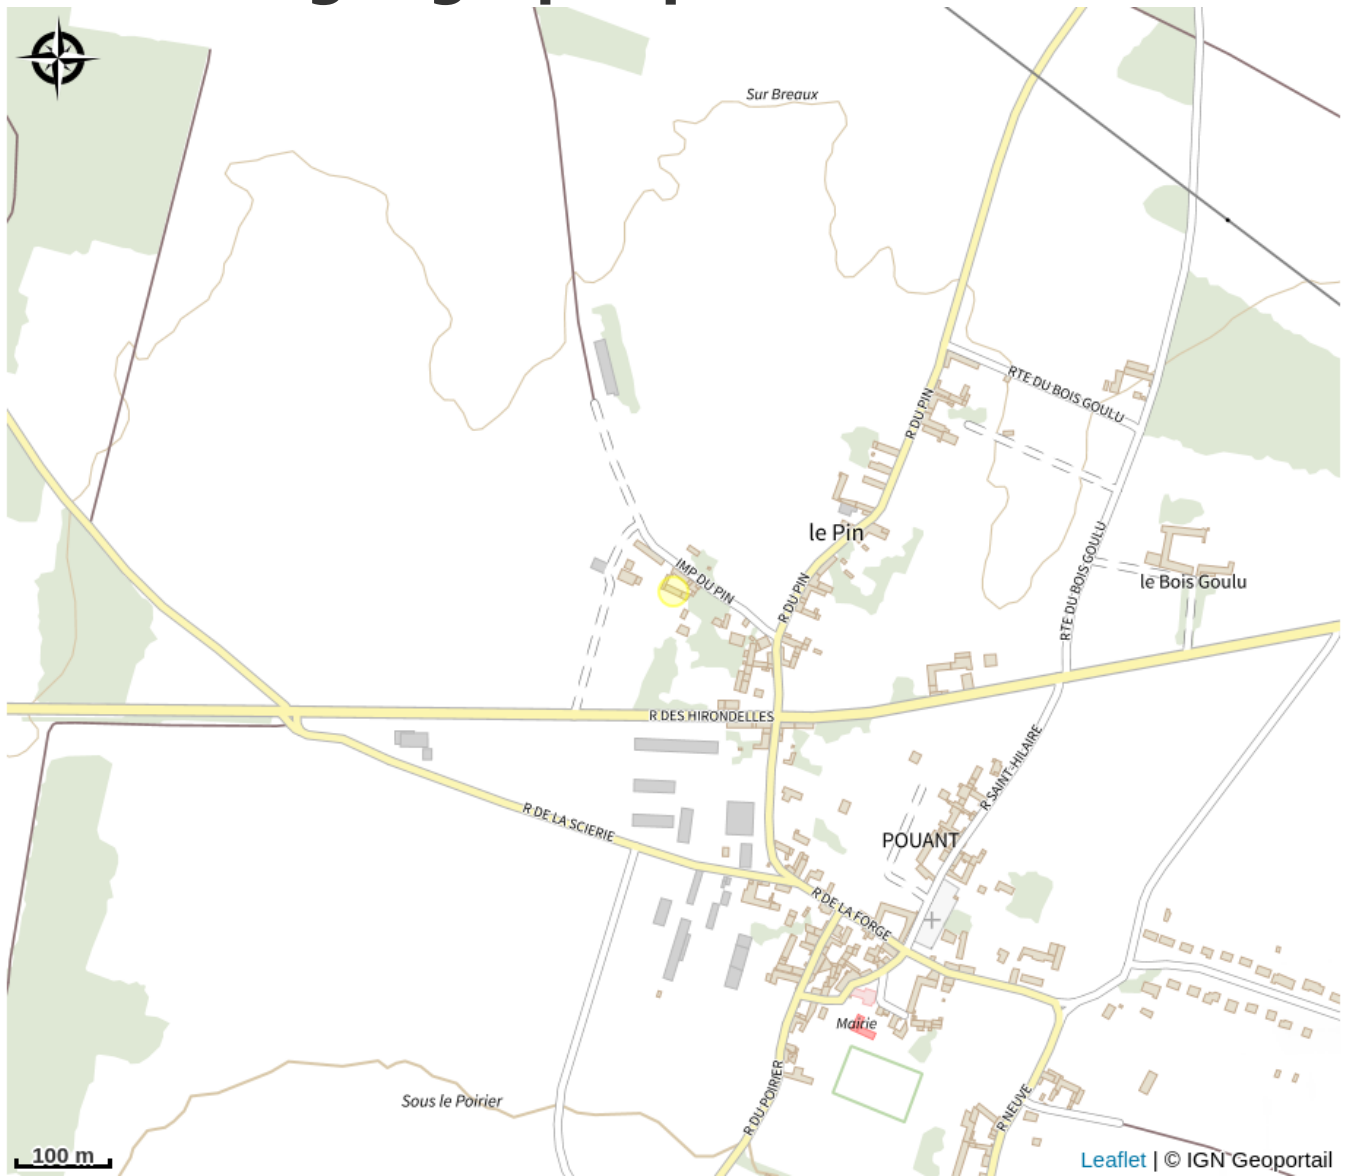 Sur Breaux
RTE DU BOIS GOULU
R DU PIN
le Pin
IMP DU PIN
R DU PIN
RTE DU BOIS GOULU
le Bois Goulu
R DES HIRONDELLES
R SAINT-HILAIRE
R DE LA SCIERIE
POUANT
R DE LA FORGE
Mairie
Sous le Poirier
R DU POIRIER
R NEUVE
100 m
Leaflet | © IGN Geoportail